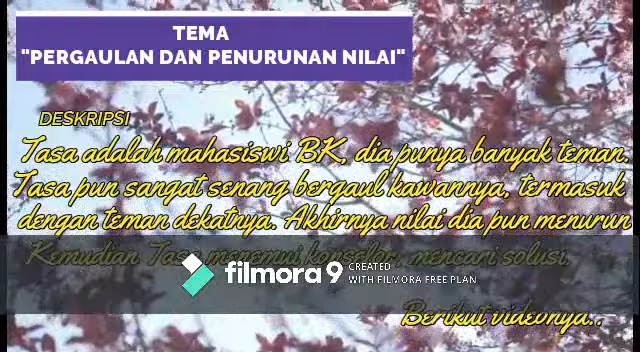 TEMA
"PERGAULAN DAN PENURUNAN NILAI"
DESKRIPSI
Tasa adalah mahasiswi BK, dia punya banyak teman.
Tasa pun sangat senang bergaul kawannya, termasuk
dengan teman dekatnya. Akhirnya nilai dia pun menurun
Kemudian Tasa menemui konselor, mencari solusi.
filmora 9 CREATED
WITH FILMORA FREE PLAN
Berikut videonya..